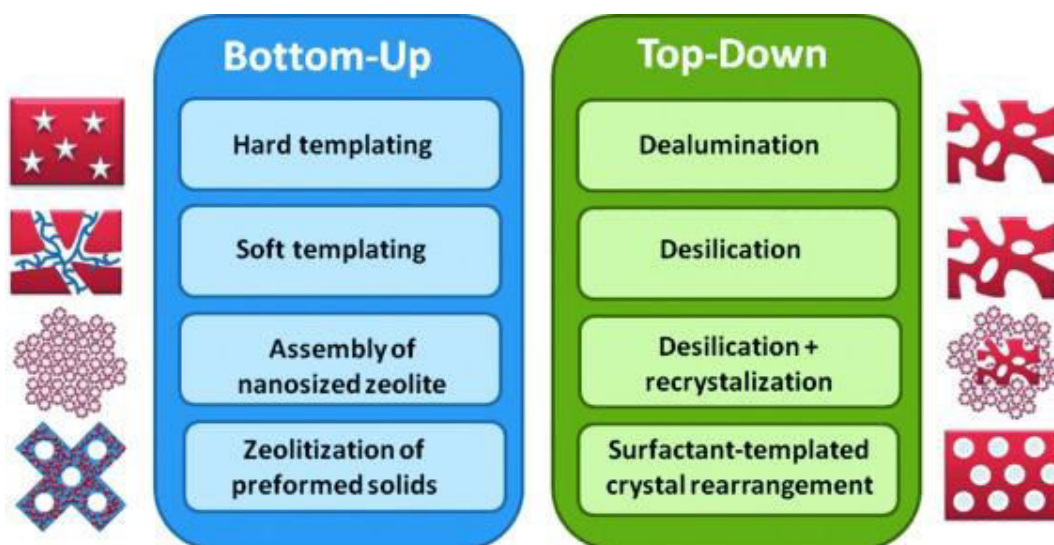 Bottom-Up
Hard templating
Soft templating
Assembly of
nanosized zeolite
Zeolitization of
preformed solids
Top-Down
Dealumination
Desilication
Desilication +
recrystalization
Surfactant-templated
crystal rearrangement